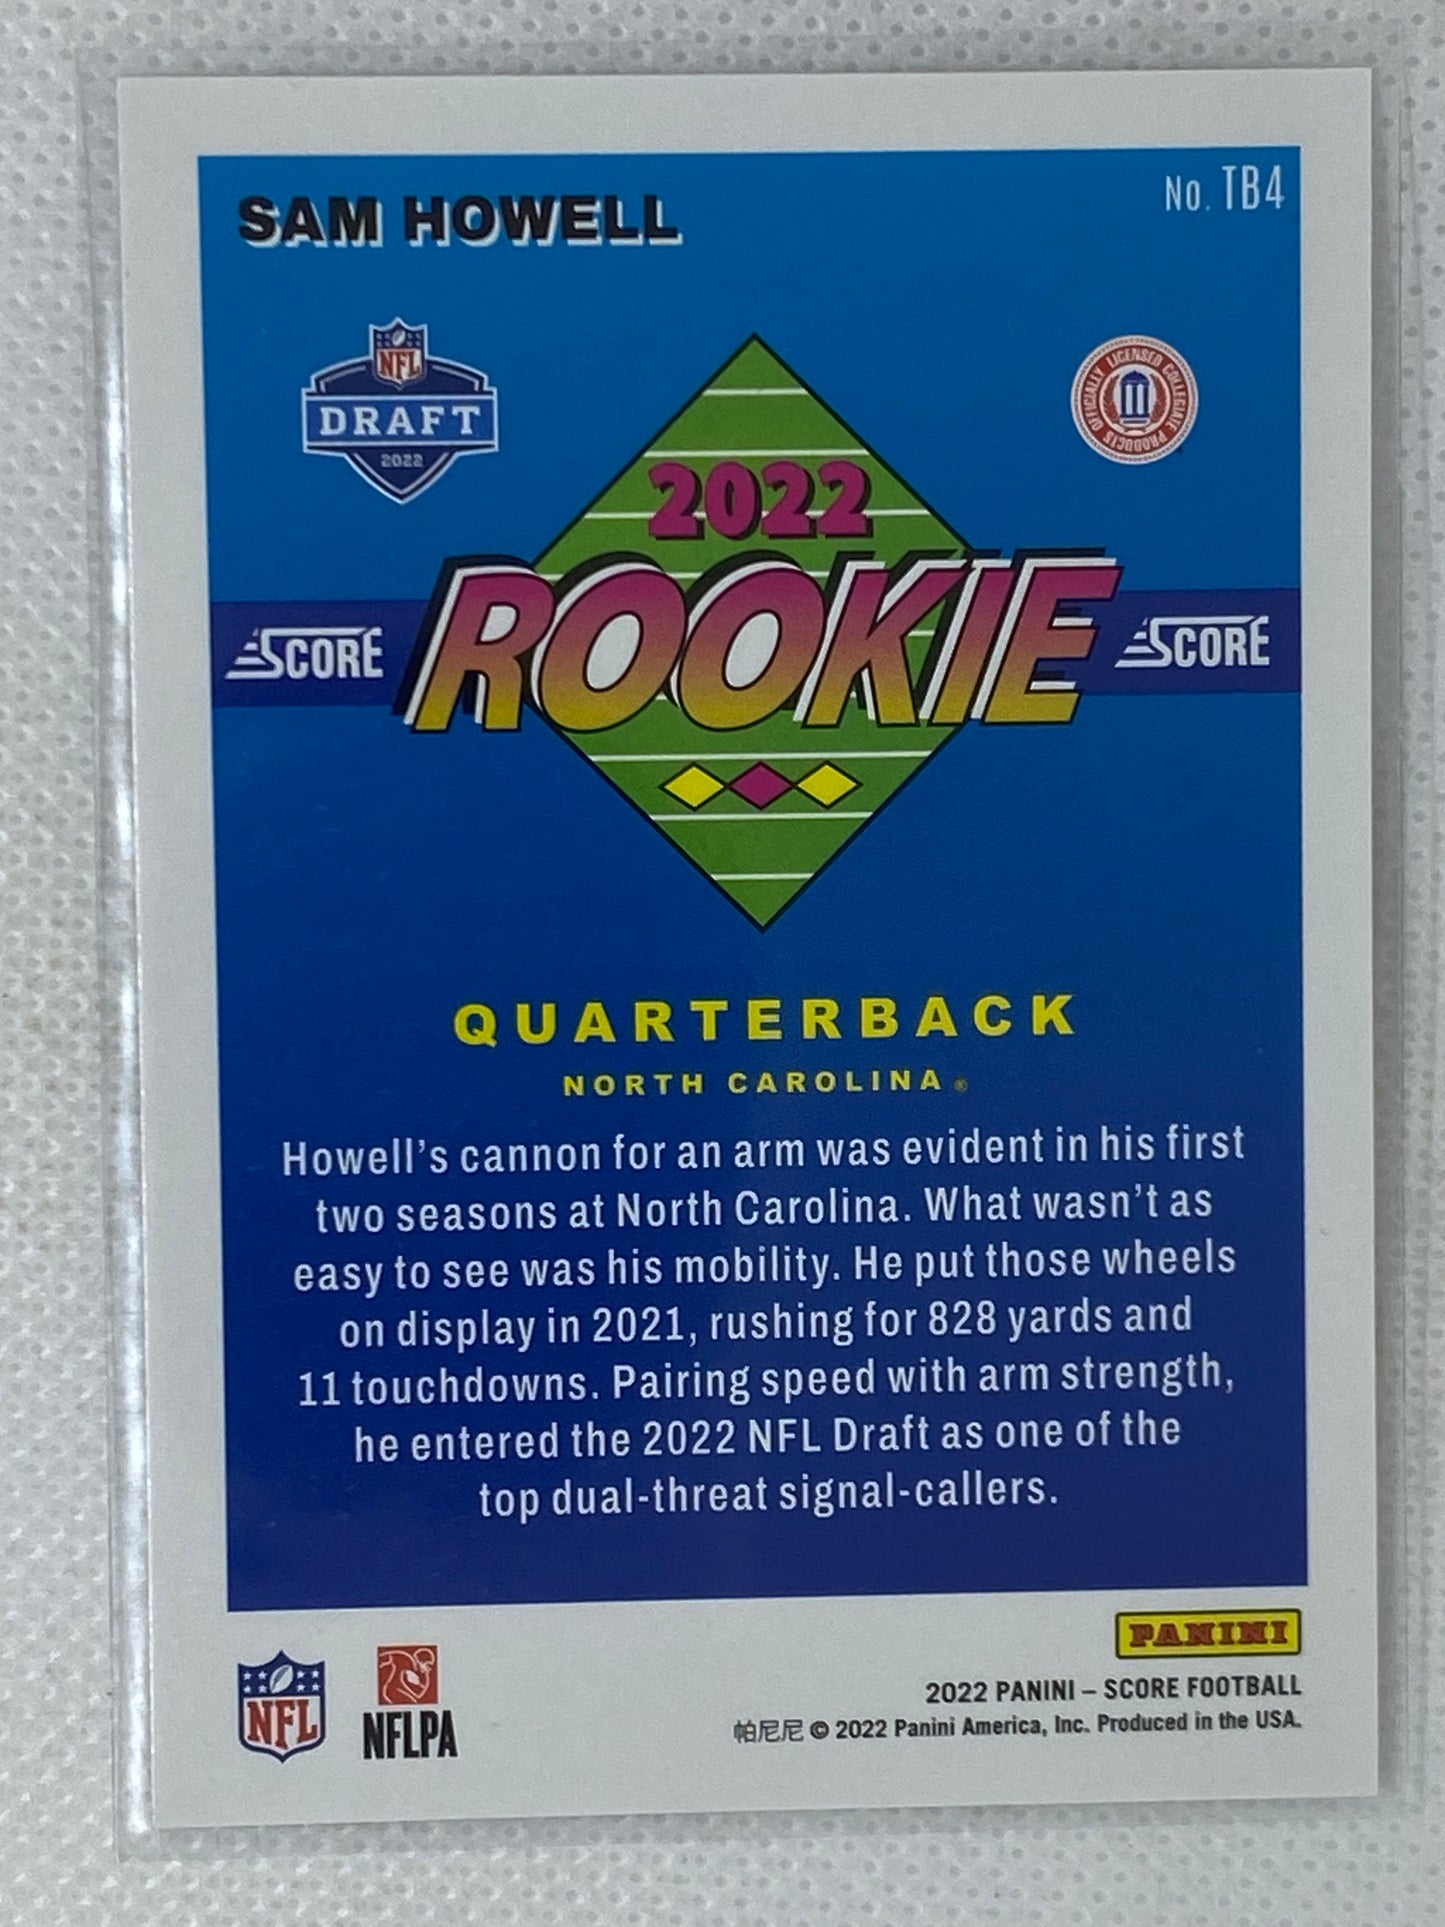 SAM HOWELL
No. TB4
NFL
DRAFT
2022
OFFICIALLY LICENSED COLLEGIATE PRODUCTS
2022
SCORE
ROOKIE
SCORE
QUARTERBACK
NORTH CAROLINA®
Howell's cannon for an arm was evident in his first
two seasons at North Carolina. What wasn't as
easy to see was his mobility. He put those wheels
on display in 2021, rushing for 828 yards and
11 touchdowns. Pairing speed with arm strength,
he entered the 2022 NFL Draft as one of the
top dual-threat signal-callers.
PANINI
NFL
NFLPA
2022 PANINI – SCORE FOOTBALL
帕尼尼 © 2022 Panini America, Inc. Produced in the USA.